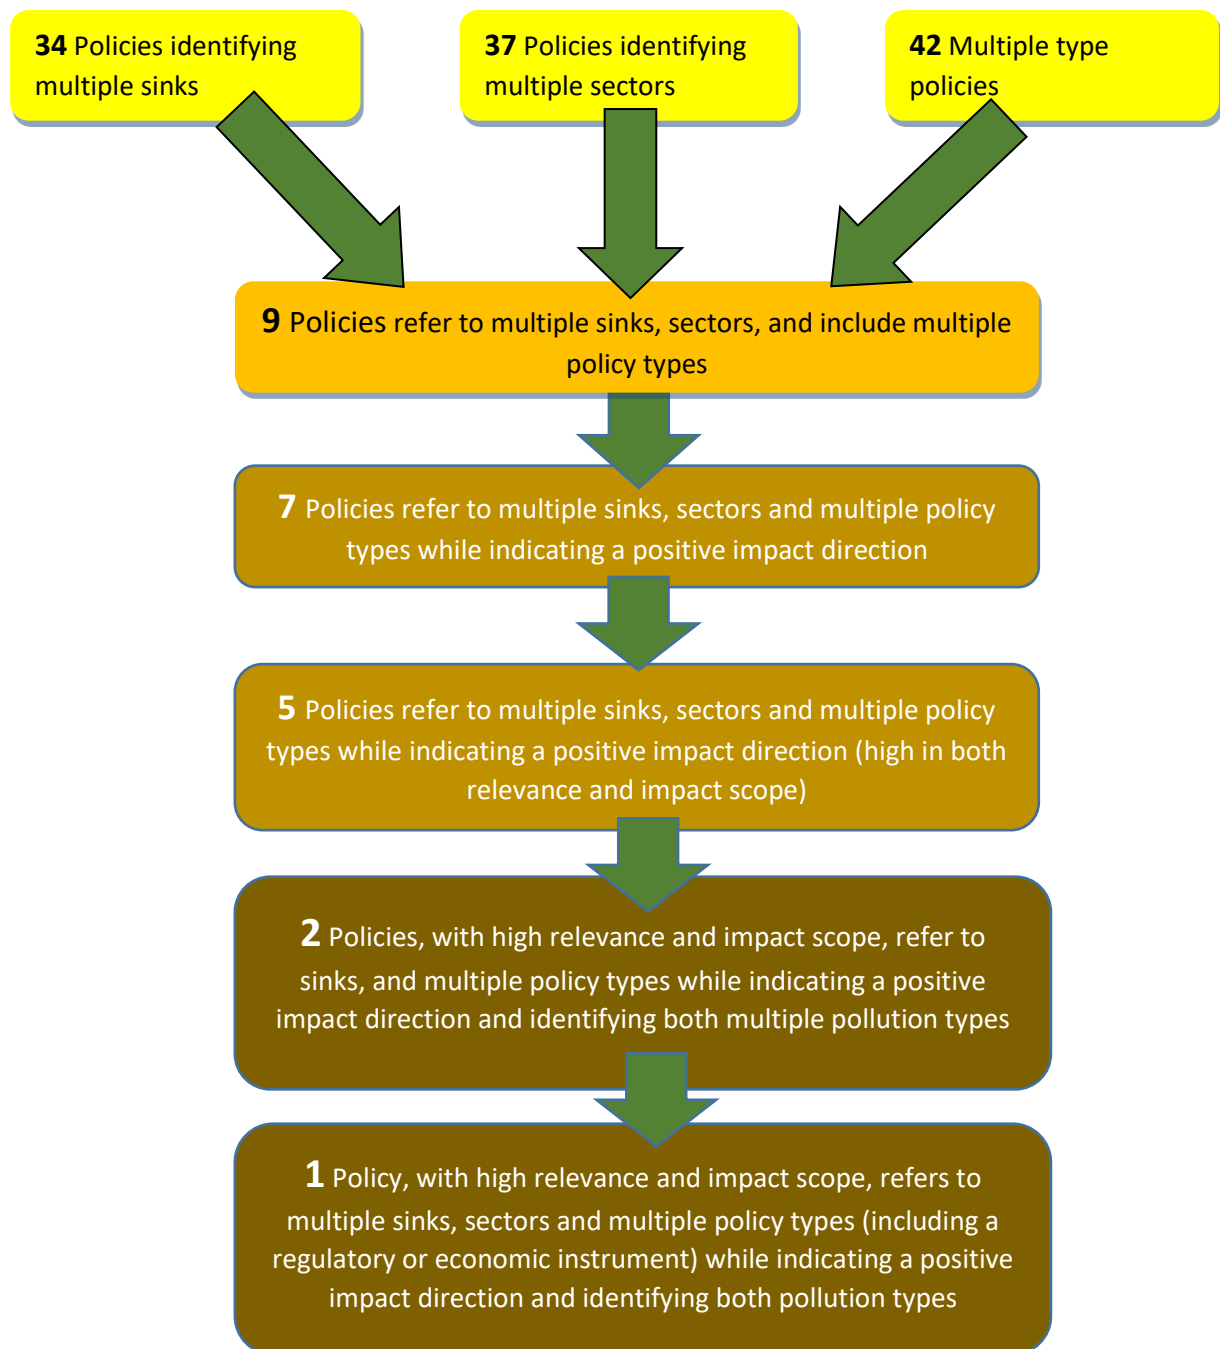 34 Policies identifying
multiple sinks
37 Policies identifying
multiple sectors
42 Multiple type
policies
9 Policies refer to multiple sinks, sectors, and include multiple
policy types
7 Policies refer to multiple sinks, sectors and multiple policy
types while indicating a positive impact direction
5 Policies refer to multiple sinks, sectors and multiple policy
types while indicating a positive impact direction (high in both
relevance and impact scope)
2 Policies, with high relevance and impact scope, refer to
sinks, and multiple policy types while indicating a positive
impact direction and identifying both multiple pollution types
1 Policy, with high relevance and impact scope, refers to
multiple sinks, sectors and multiple policy types (including a
regulatory or economic instrument) while indicating a positive
impact direction and identifying both pollution types